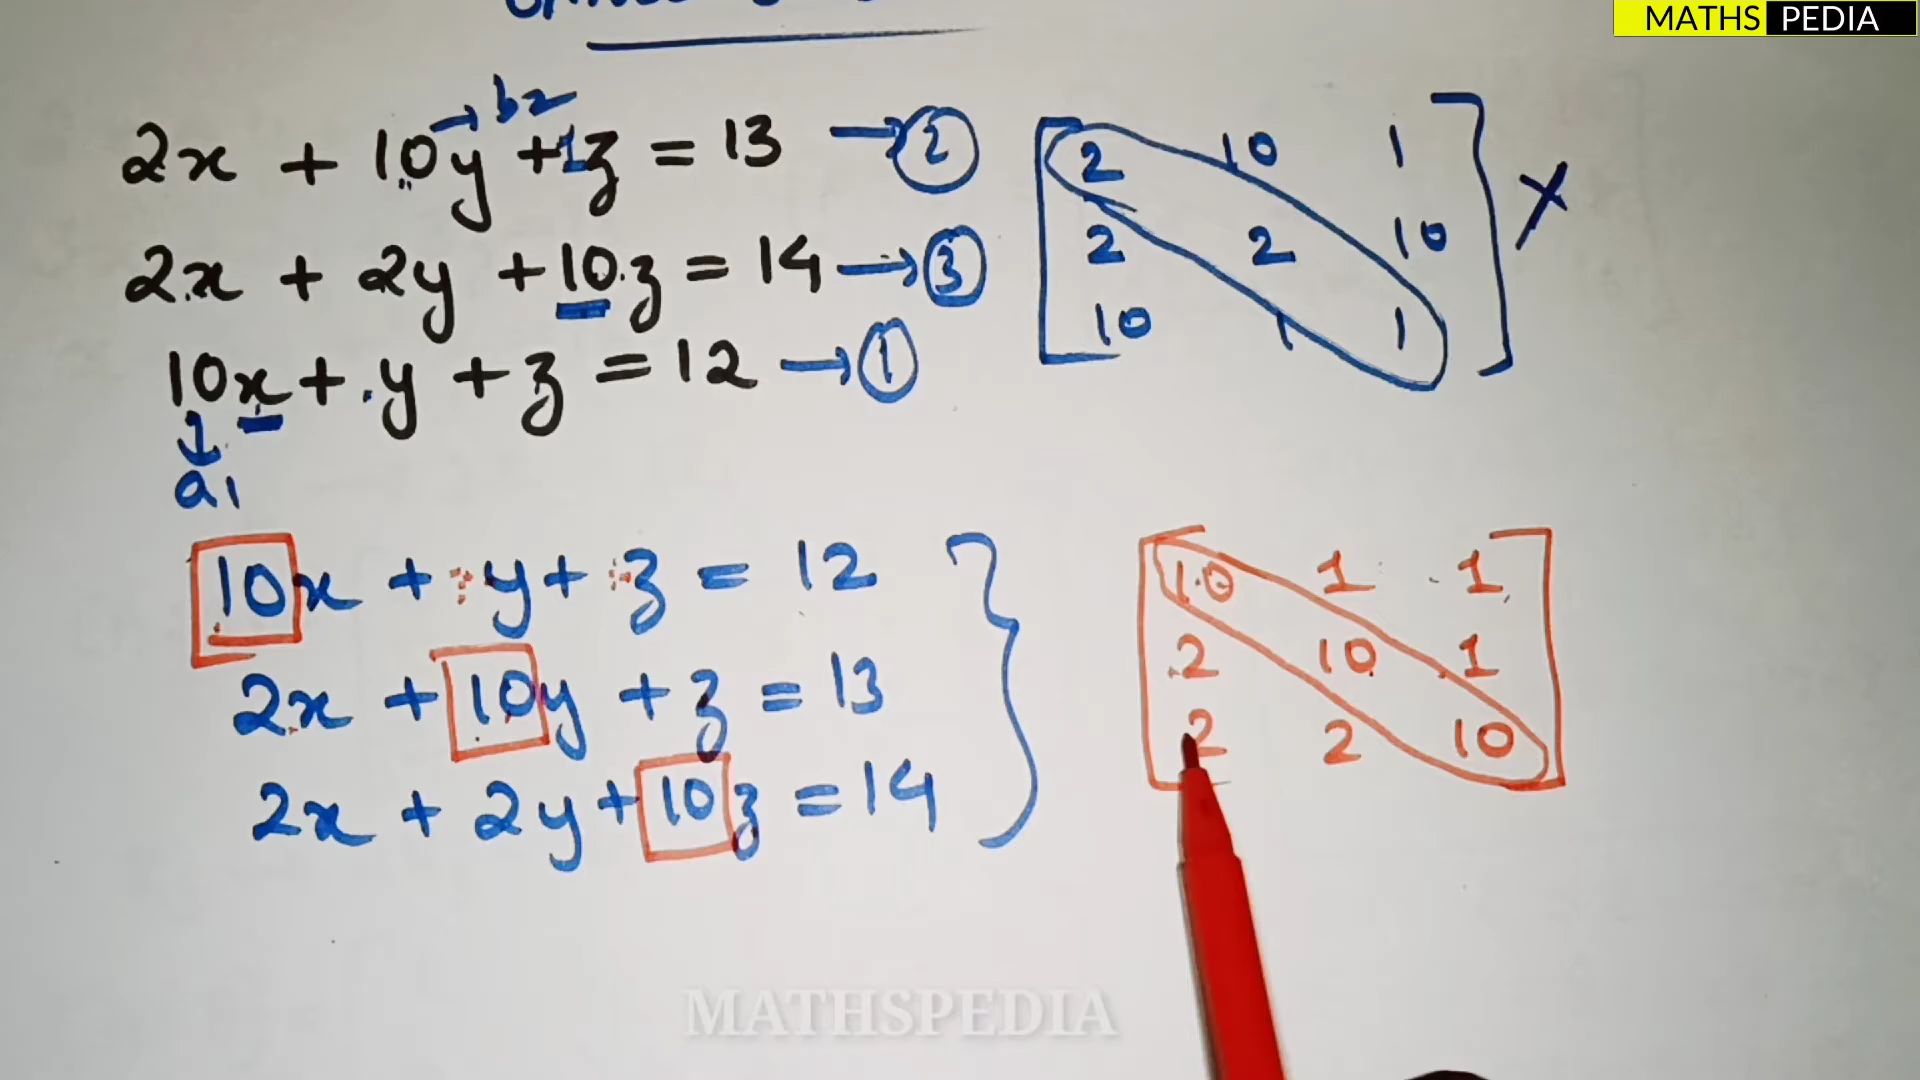 MATHS PEDIA
→ b2
2x + 10y + 1z = 13 → 2
2x + 2y + 10z = 14 → 3
10x + y + z = 12 → 1
↓
a1
2 10 1
2 2 10
10 1 1
X
10x + y + z = 12
2x + 10y + z = 13
2x + 2y + 10z = 14
10 1 1
2 10 1
2 2 10
MATHSPEDIA